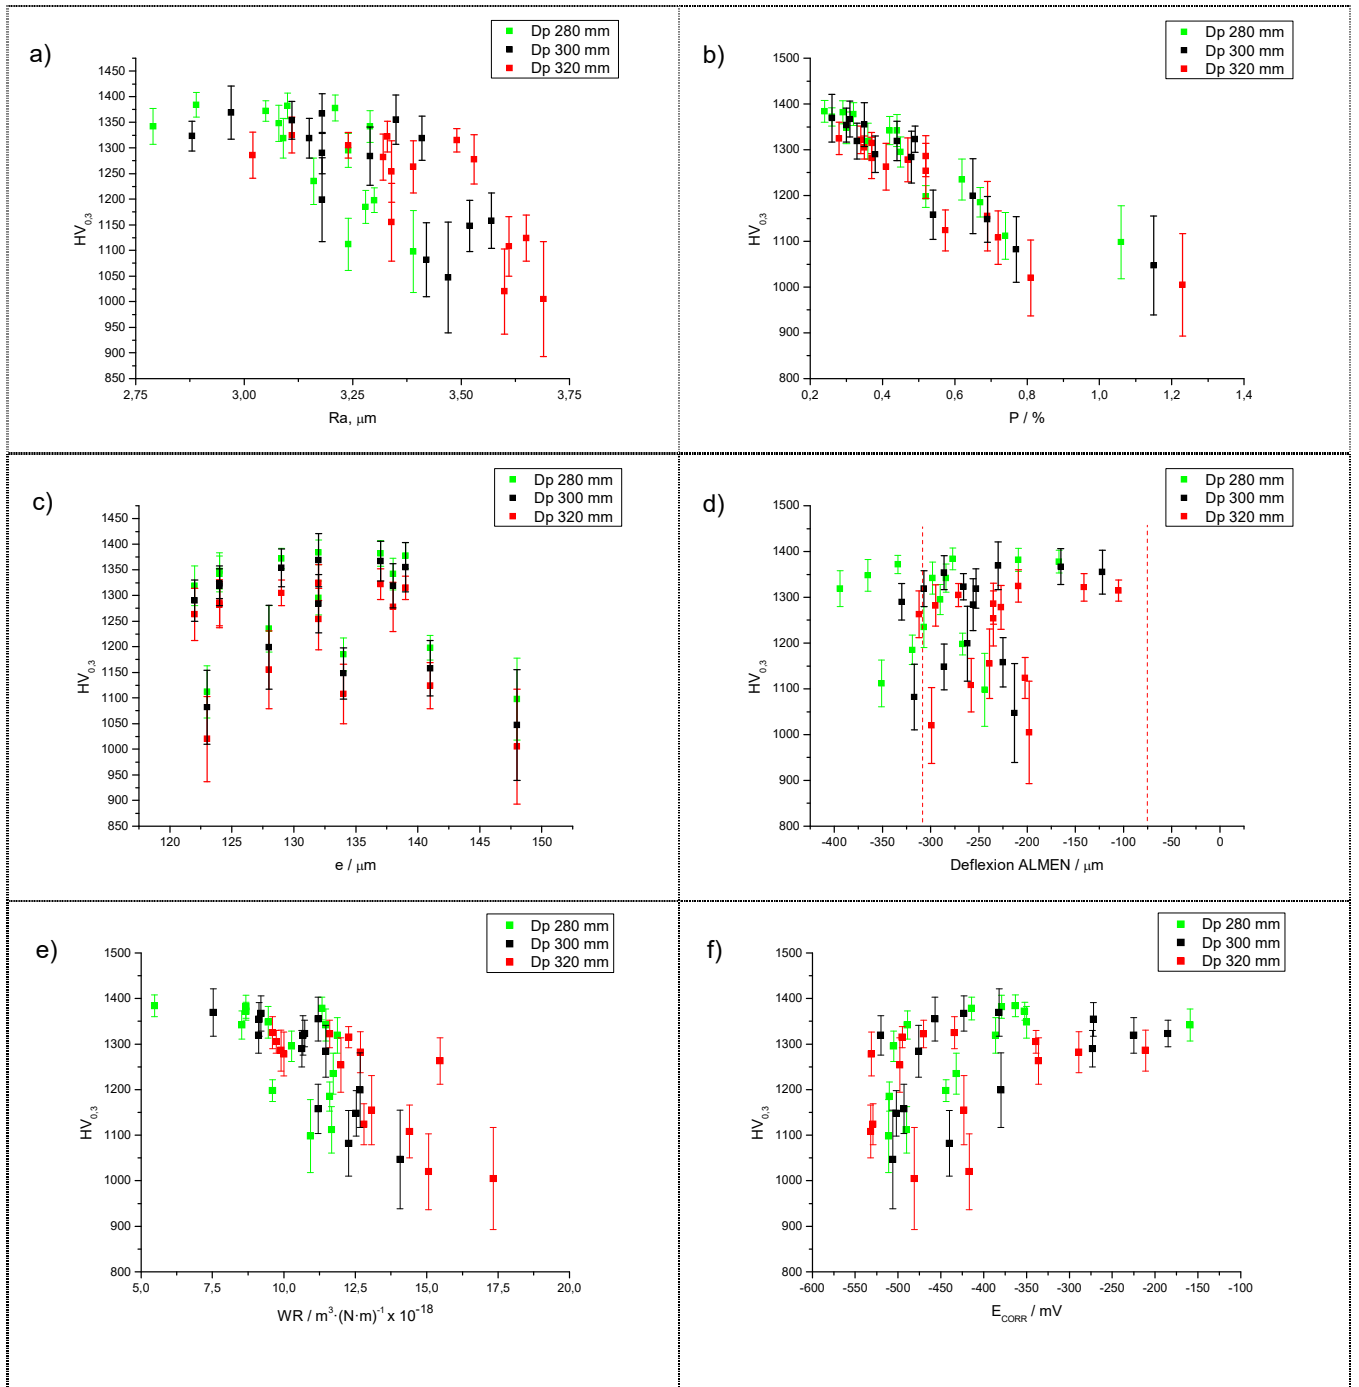 a)
Dp 280 mm
Dp 300 mm
Dp 320 mm
1450
1400
1350
1300
1250
1200
1150
1100
1050
1000
950
900
850
HV0,3
2,75 3,00 3,25 3,50 3,75
Ra, μm
b)
Dp 280 mm
Dp 300 mm
Dp 320 mm
1500
1400
1300
1200
1100
1000
900
800
HV0,3
0,2 0,4 0,6 0,8 1,0 1,2 1,4
P / %
c)
Dp 280 mm
Dp 300 mm
Dp 320 mm
1450
1400
1350
1300
1250
1200
1150
1100
1050
1000
950
900
850
HV0,3
120 125 130 135 140 145 150
e / μm
d)
Dp 280 mm
Dp 300 mm
Dp 320 mm
1500
1400
1300
1200
1100
1000
900
800
HV0,3
-400 -350 -300 -250 -200 -150 -100 -50 0
Deflexion ALMEN / μm
e)
Dp 280 mm
Dp 300 mm
Dp 320 mm
1500
1400
1300
1200
1100
1000
900
800
HV0,3
5,0 7,5 10,0 12,5 15,0 17,5 20,0
WR / m³·(N·m)⁻¹ x 10⁻¹⁸
f)
Dp 280 mm
Dp 300 mm
Dp 320 mm
1500
1400
1300
1200
1100
1000
900
800
HV0,3
-600 -550 -500 -450 -400 -350 -300 -250 -200 -150 -100
ECORR / mV